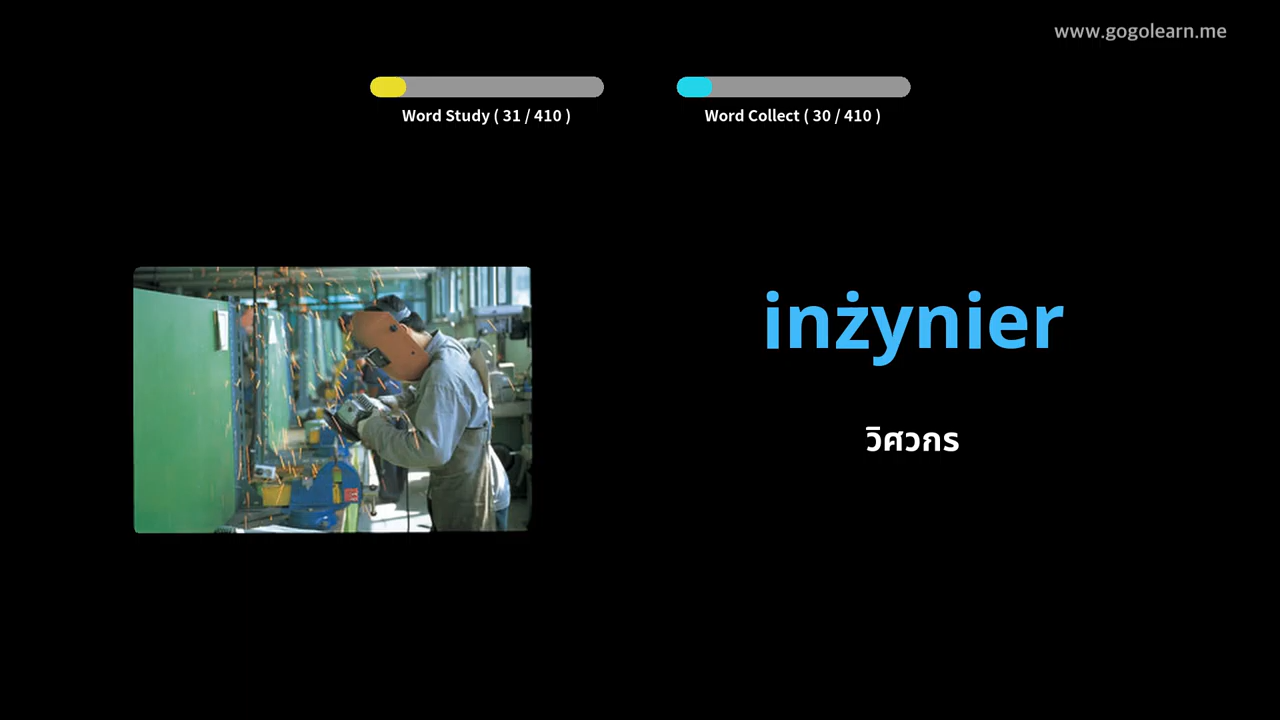 www.gogolearn.me
Word Study ( 31 / 410 )
Word Collect ( 30 / 410 )
inżynier
วิศวกร